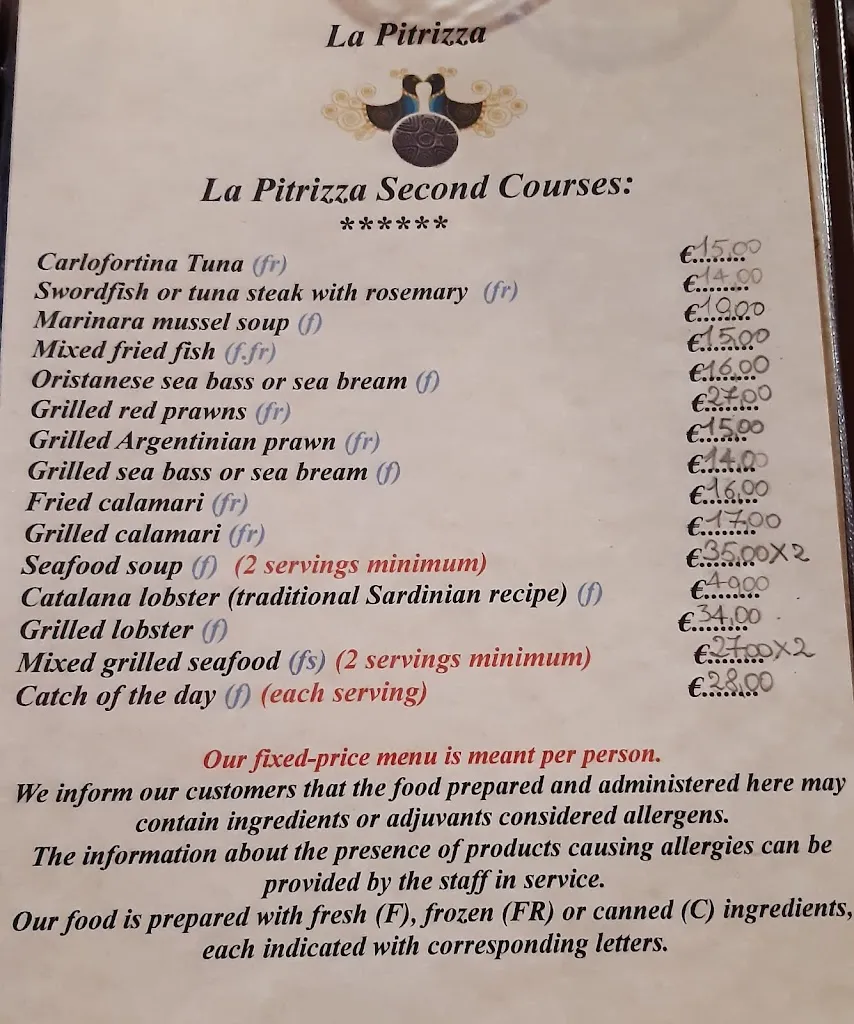 La Pitrizza
La Pitrizza Second Courses:
******
Carlofortina Tuna (fr) €15,00
Swordfish or tuna steak with rosemary (fr) €14,00
Marinara mussel soup (f) €10,00
Mixed fried fish (f.fr) €15,00
Oristanese sea bass or sea bream (f) €16,00
Grilled red prawns (fr) €27,00
Grilled Argentinian prawn (fr) €15,00
Grilled sea bass or sea bream (f) €14,00
Fried calamari (fr) €16,00
Grilled calamari (fr) €17,00
Seafood soup (f) (2 servings minimum) €35,00X2
Catalana lobster (traditional Sardinian recipe) (f) €40,00
Grilled lobster (f) €34,00
Mixed grilled seafood (fs) (2 servings minimum) €27,00X2
Catch of the day (f) (each serving) €28,00
Our fixed-price menu is meant per person.
We inform our customers that the food prepared and administered here may
contain ingredients or adjuvants considered allergens.
The information about the presence of products causing allergies can be
provided by the staff in service.
Our food is prepared with fresh (F), frozen (FR) or canned (C) ingredients,
each indicated with corresponding letters.